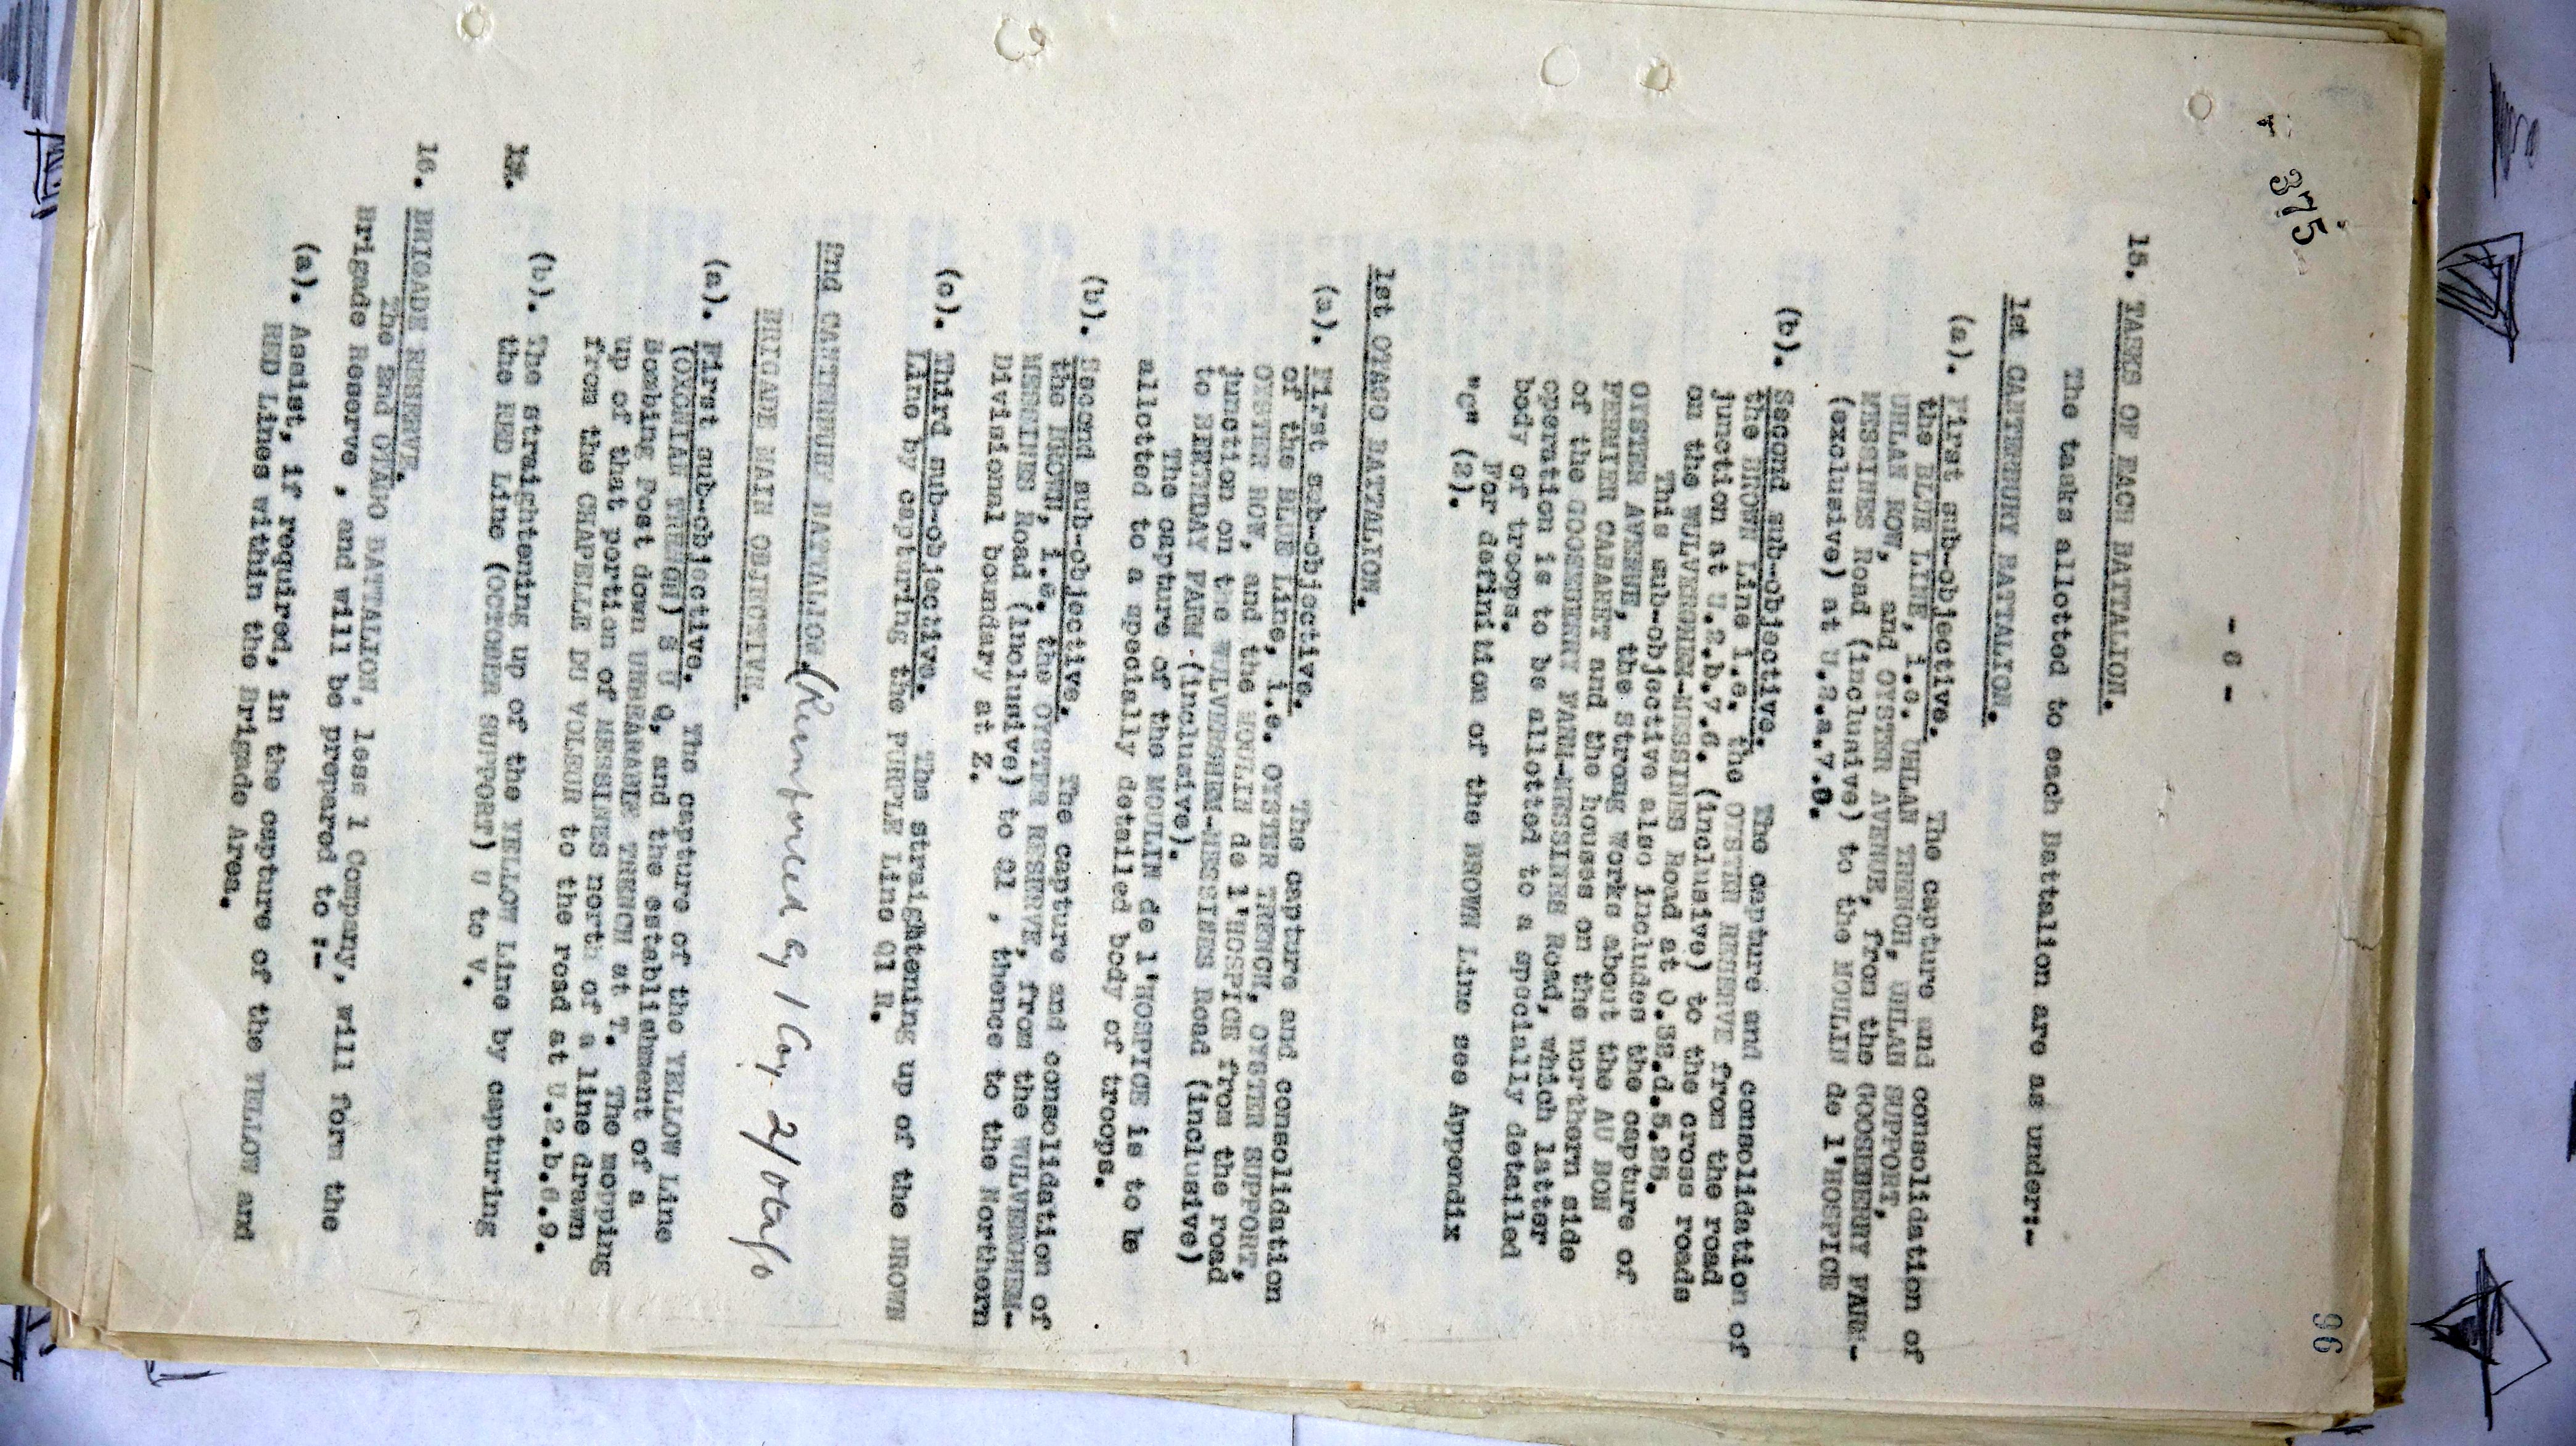 375
96
- 6 -
15. TASKS OF EACH BATTALION.
The tasks allotted to each Battalion are as under:-
1st CANTERBURY BATTALION.
(a). First sub-objective. The capture and consolidation of
the BLUE LINE, i.e. UHLAN TRENCH, UHLAN SUPPORT,
UHLAN ROW, and OYSTER AVENUE, from the GOOSEBERRY FARM-
MESSINES Road (inclusive) to the MOULIN de l'HOSPICE
(exclusive) at U.2.a.7.9.
(b). Second sub-objective. The capture and consolidation of
the BROWN Line i.e. the OYSTER RESERVE from the road
junction at U.2.b.7.6. (inclusive) to the cross roads
on the WULVERGHEM-MESSINES Road at O.32.d.5.25.
This sub-objective also includes the capture of
OYSTER AVENUE, the Strong Works about the AU BON
FERMIER CABARET and the houses on the northern side
of the GOOSEBERRY FARM-MESSINES Road, which latter
operation is to be allotted to a specially detailed
body of troops.
For definition of the BROWN Line see Appendix
"C" (2).
1st OTAGO BATTALION.
(a). First sub-objective. The capture and consolidation
of the BLUE Line, i.e. OYSTER TRENCH, OYSTER SUPPORT,
OYSTER ROW, and the MOULIN de l'HOSPICE from the road
junction on the WULVERGHEM-MESSINES Road (inclusive)
to BIRTHDAY FARM (inclusive).
The capture of the MOULIN de l'HOSPICE is to be
allotted to a specially detailed body of troops.
(b). Second sub-objective. The capture and consolidation of
the BROWN, i.e. the OYSTER RESERVE, from the WULVERGHEM-
MESSINES Road (inclusive) to Q1 , thence to the Northern
Divisional boundary at Z.
(c). Third sub-objective. The straightening up of the BROWN
Line by capturing the PURPLE Line Q1 R.
2nd CANTERBURY BATTALION. (Reinforced by 1 Coy. 2/Otago
BRIGADE MAIN OBJECTIVE.
(a). First sub-objective. The capture of the YELLOW Line
(OXONIAN TRENCH) S U Q, and the establishment of a
Bombing Post down UNBEARABLE TRENCH at T. The mopping
up of that portion of MESSINES north of a line drawn
from the CHAPELLE DU VOLEUR to the road at U.2.b.6.9.
(b). The straightening up of the YELLOW Line by capturing
the RED Line (OCTOBER SUPPORT) U to V.
16. BRIGADE RESERVE.
The 2nd OTAGO BATTALION, less 1 Company, will form the
Brigade Reserve , and will be prepared to :-
(a). Assist, if required, in the capture of the YELLOW and
RED Lines within the Brigade Area.